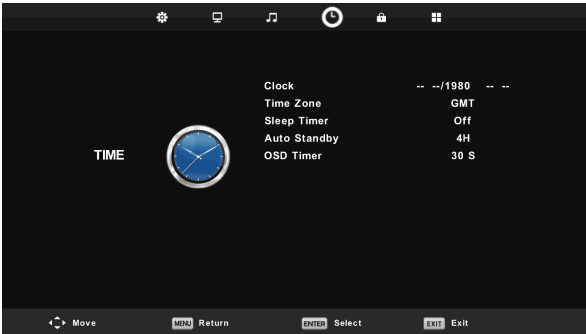 Clock -- --/1980 -- --
Time Zone GMT
Sleep Timer Off
Auto Standby 4H
TIME
OSD Timer 30 S
Move MENU Return ENTER Select EXIT Exit